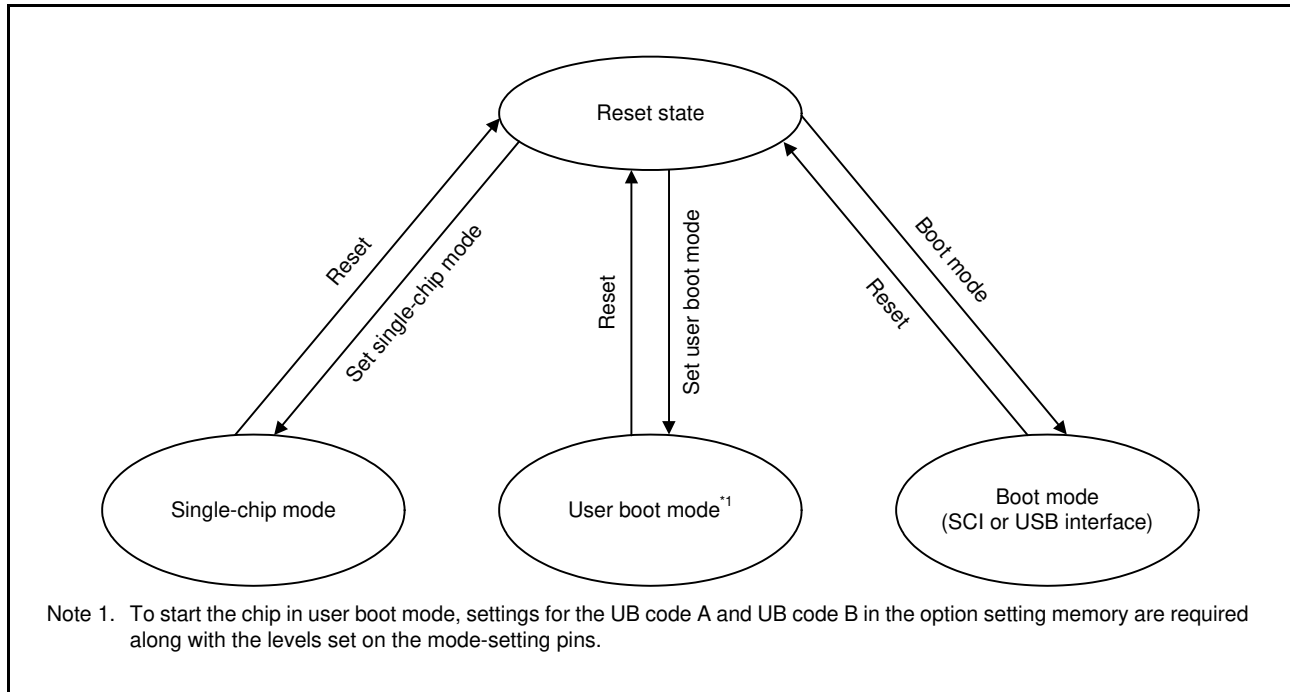 Reset state
Reset
Set single-chip mode
Reset
Set user boot mode
Boot mode
Reset
Single-chip mode
User boot mode*1
Boot mode
(SCI or USB interface)
Note 1. To start the chip in user boot mode, settings for the UB code A and UB code B in the option setting memory are required
along with the levels set on the mode-setting pins.